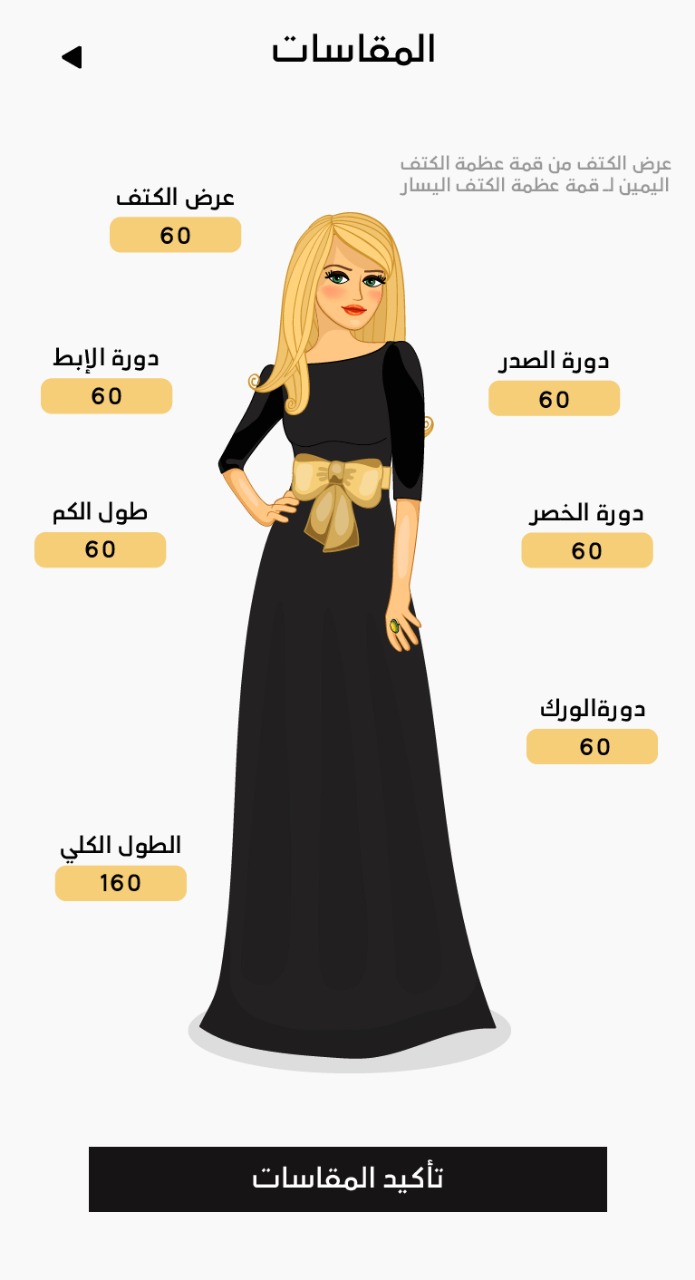 المقاسات
عرض الكتف من قمة عظمة الكتف
اليمين لـ قمة عظمة الكتف اليسار
عرض الكتف
60
دورة الصدر
60
دورة الإبط
60
دورة الخصر
60
طول الكم
60
دورةالورك
60
الطول الكلي
160
تأكيد المقاسات